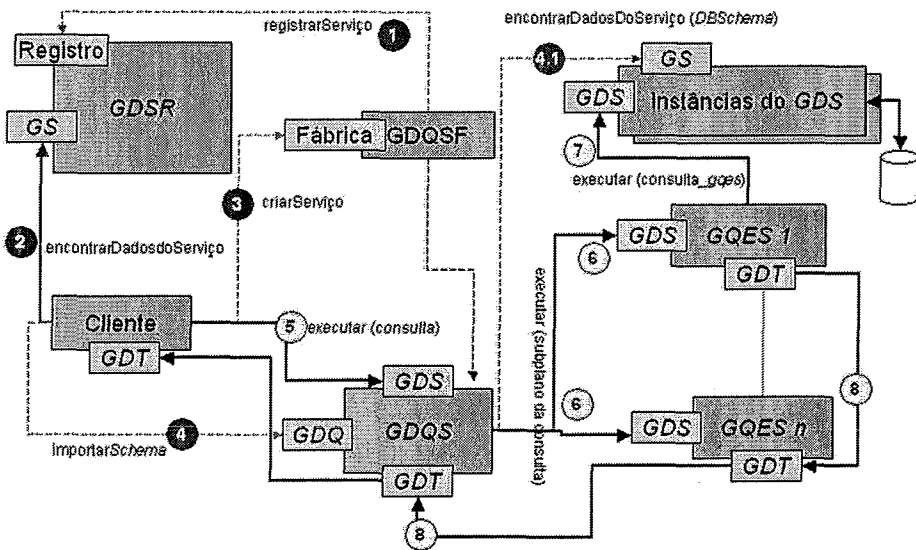 registrarServiço
1
encontrarDadosDoServiço (DBSchema)
Registro
GDSR
GS
4.1
GS
GDS
Instâncias do GDS
Fábrica
GDQSF
7
executar (consulta_gqes)
3
criarServiço
2
encontrarDadosdoServiço
GDS
GQES 1
6
GDT
executar (subplano da consulta)
Cliente
5
executar (consulta)
GDT
GDS
8
6
4
GDQ
GDQS
GDS
GQES n
importarSchema
GDT
GDT
8